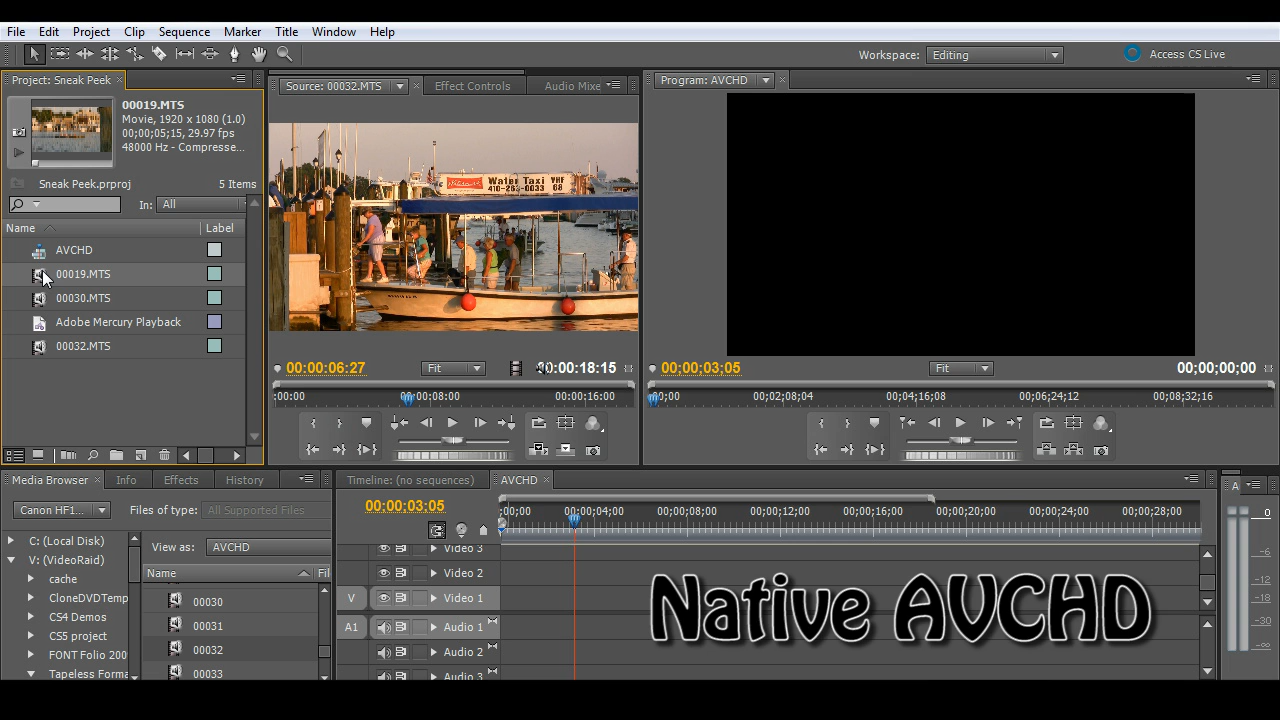 File Edit Project Clip Sequence Marker Title Window Help
Workspace: Editing Access CS Live
Project: Sneak Peek
00019.MTS
Movie, 1920 x 1080 (1.0)
00;00;05;15, 29.97 fps
48000 Hz - Compresse...
Sneak Peek.prproj 5 Items
In: All
Name Label
AVCHD
00019.MTS
00030.MTS
Adobe Mercury Playback
00032.MTS
Source: 00032.MTS Effect Controls Audio Mixe
Water Taxi VHF
410-263-0033 68
00:00:06:27 Fit 00:00:18:15
;00:00 00:00:08:00 00:00:16:00
Program: AVCHD
00;00;03;05 Fit 00;00;00;00
00;00 00;02;08;04 00;04;16;08 00;06;24;12 00;08;32;16
Media Browser Info Effects History
Canon HF1... Files of type: All Supported Files
C: (Local Disk)
V: (VideoRaid)
cache
CloneDVDTemp
CS4 Demos
CS5 project
FONT Folio 200
Tapeless Forma
View as: AVCHD
Name Fil
00030
00031
00032
00033
Timeline: (no sequences) AVCHD
00:00:03:05
;00;00 00;00;04;00 00;00;08;00 00;00;12;00 00;00;16;00 00;00;20;00 00;00;24;00 00;00;28;00
Video 3
Video 2
V Video 1
A1 Audio 1
Audio 2
Audio 3
Native AVCHD
A
0
-6
-12
-18
-30